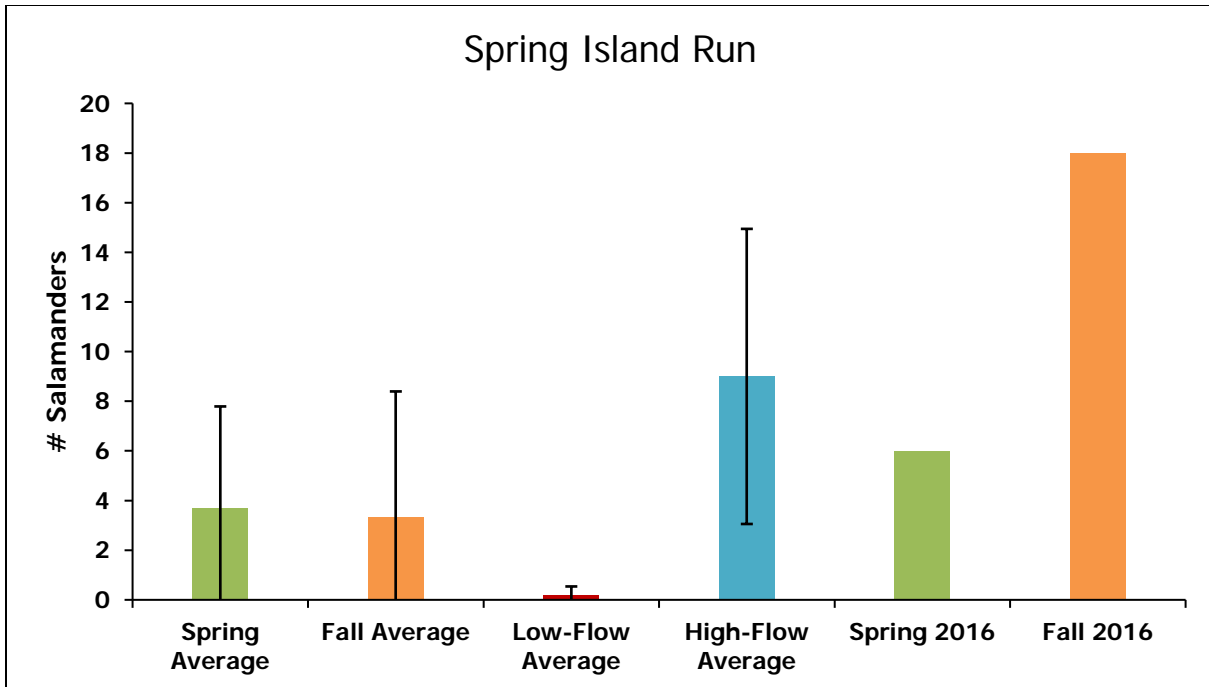 Spring Island Run
# Salamanders
20
18
16
14
12
10
8
6
4
2
0
Spring
Average
Fall Average
Low-Flow
Average
High-Flow
Average
Spring 2016
Fall 2016